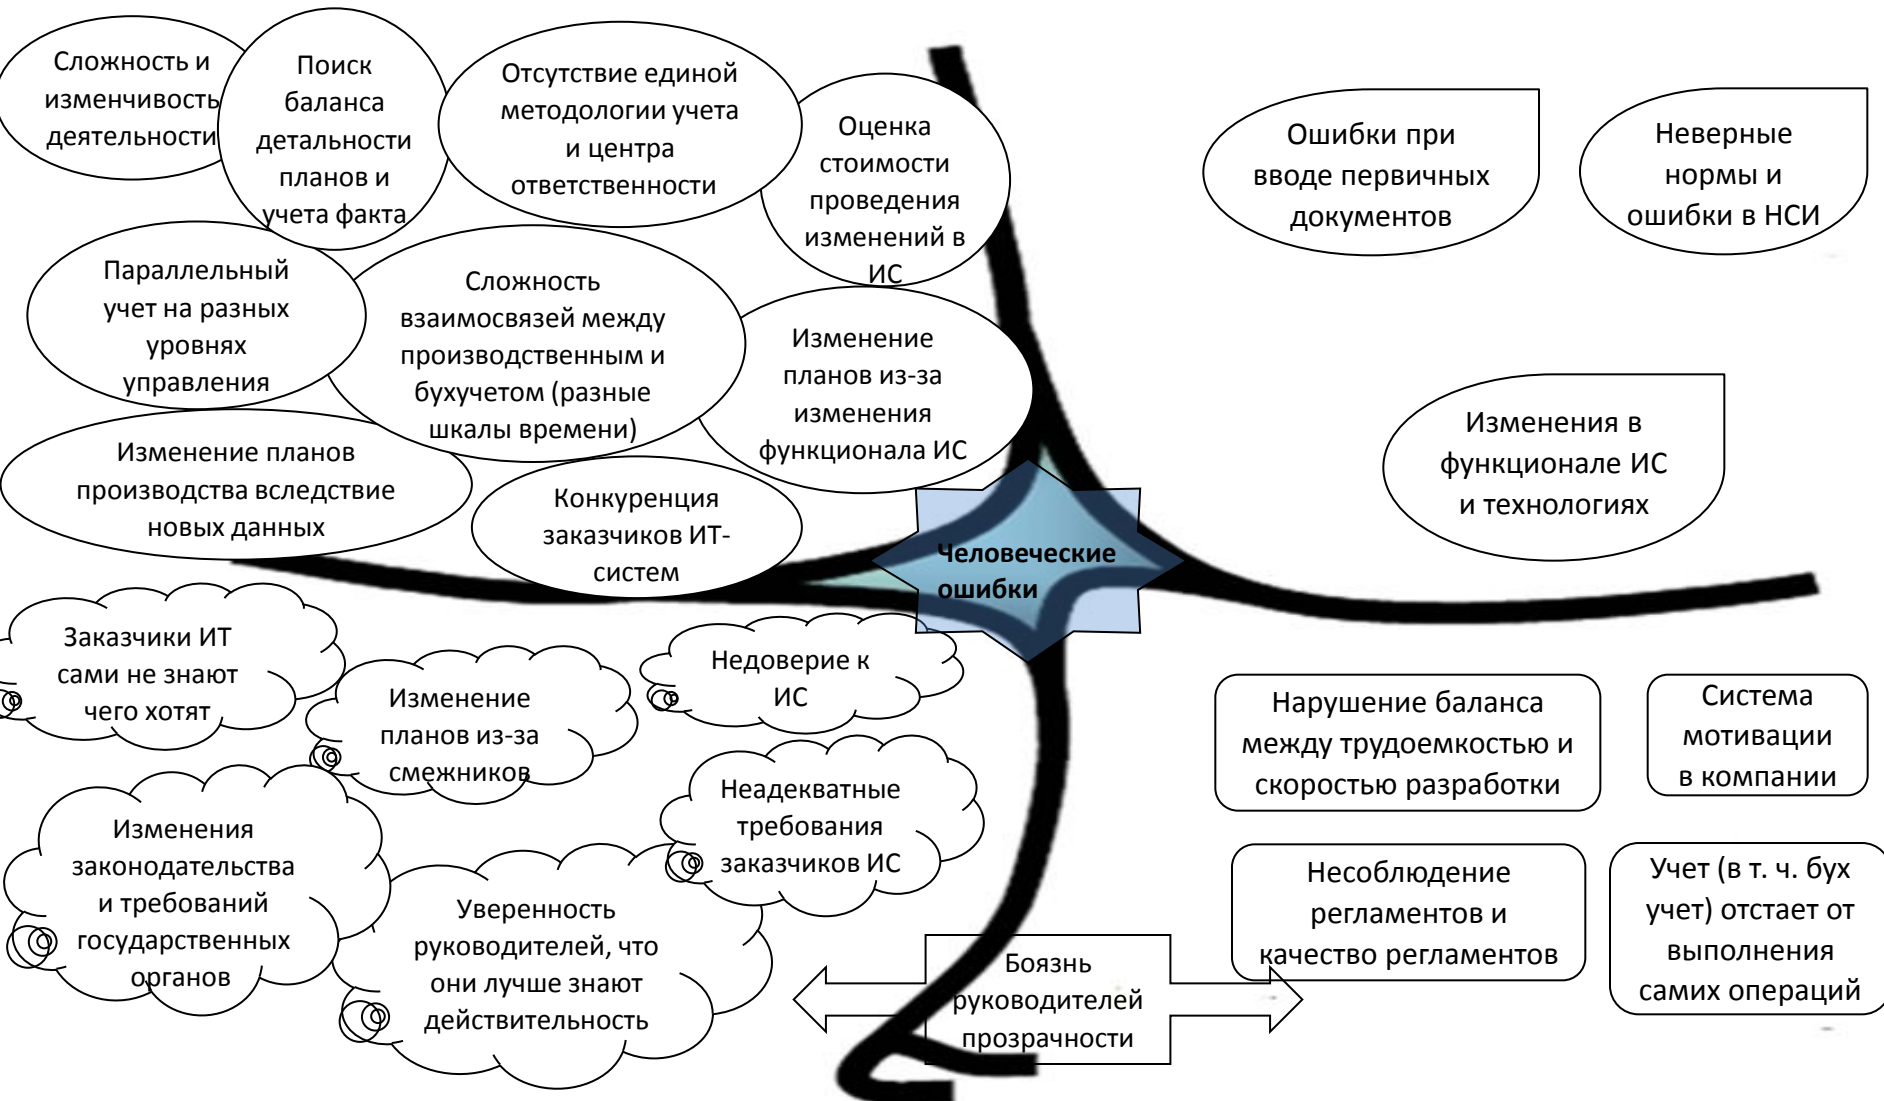 Сложность и
изменчивость
деятельности
Поиск
баланса
детальности
планов и
учета факта
Отсутствие единой
методологии учета
и центра
ответственности
Оценка
стоимости
проведения
изменений в
ИС
Параллельный
учет на разных
уровнях
управления
Сложность
взаимосвязей между
производственным и
бухучетом (разные
шкалы времени)
Изменение
планов из-за
изменения
функционала ИС
Изменение планов
производства вследствие
новых данных
Конкуренция
заказчиков ИТ-
систем
Ошибки при
вводе первичных
документов
Неверные
нормы и
ошибки в НСИ
Изменения в
функционале ИС
и технологиях
Человеческие
ошибки
Заказчики ИТ
сами не знают
чего хотят
Изменение
планов из-за
смежников
Недоверие к
ИС
Неадекватные
требования
заказчиков ИС
Изменения
законодательства
и требований
государственных
органов
Уверенность
руководителей, что
они лучше знают
действительность
Боязнь
руководителей
прозрачности
Нарушение баланса
между трудоемкостью и
скоростью разработки
Система
мотивации
в компании
Несоблюдение
регламентов и
качество регламентов
Учет (в т. ч. бух
учет) отстает от
выполнения
самих операций